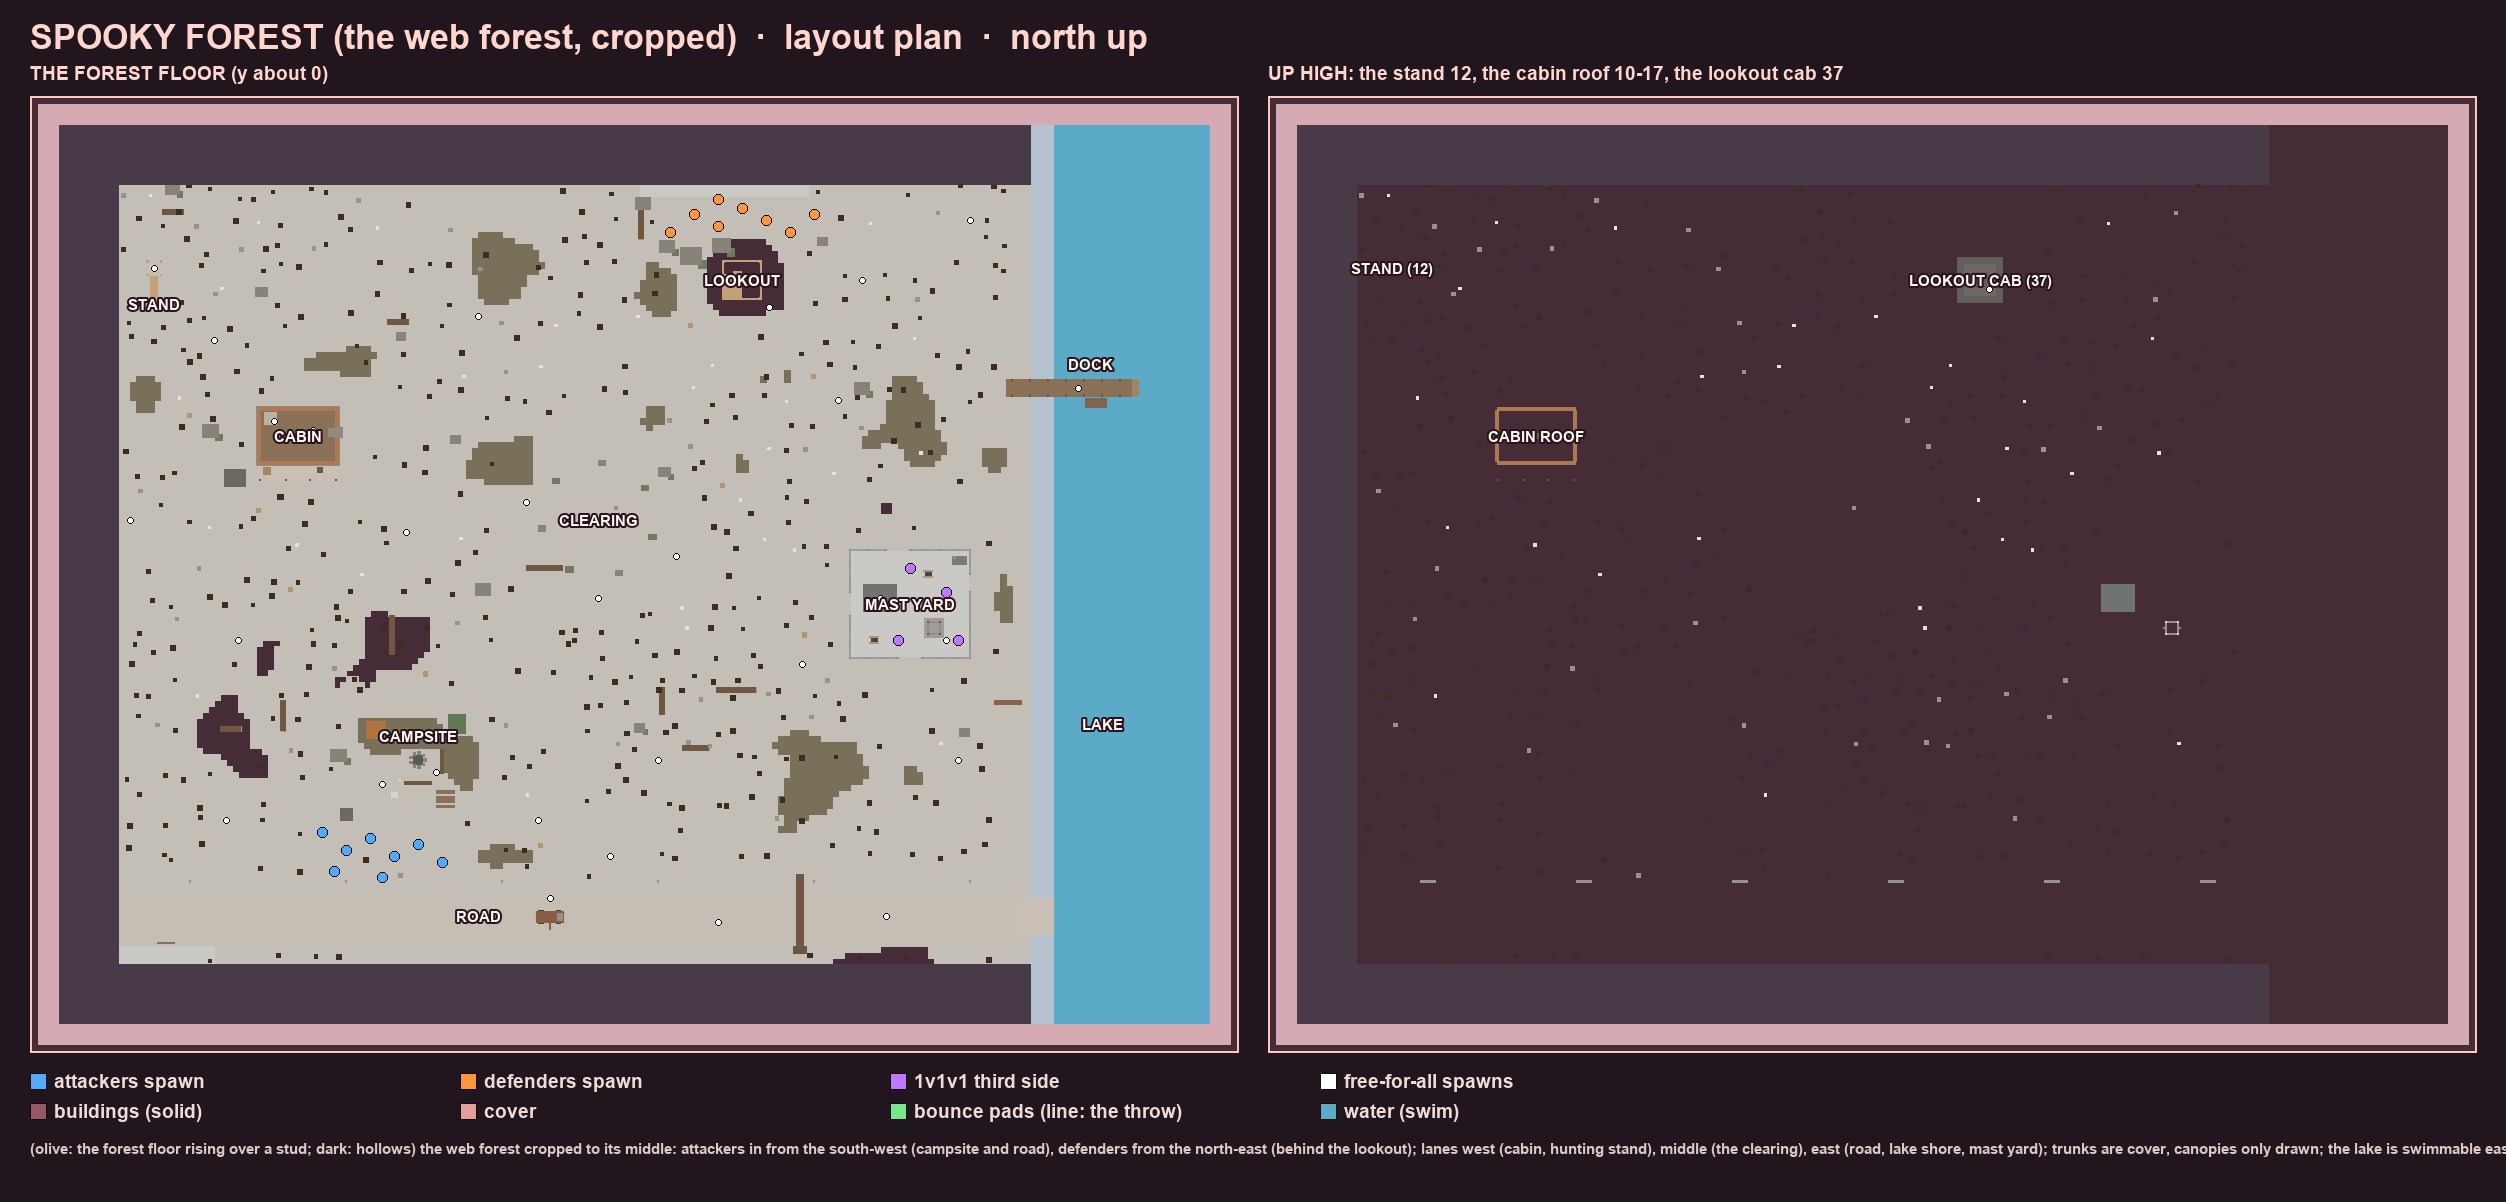 SPOOKY FOREST (the web forest, cropped) · layout plan · north up
THE FOREST FLOOR (y about 0)
UP HIGH: the stand 12, the cabin roof 10-17, the lookout cab 37
LOOKOUT
STAND
DOCK
CABIN
CLEARING
MAST YARD
LAKE
CAMPSITE
ROAD
STAND (12)
LOOKOUT CAB (37)
CABIN ROOF
attackers spawn
defenders spawn
1v1v1 third side
free-for-all spawns
buildings (solid)
cover
bounce pads (line: the throw)
water (swim)
(olive: the forest floor rising over a stud; dark: hollows) the web forest cropped to its middle: attackers in from the south-west (campsite and road), defenders from the north-east (behind the lookout); lanes west (cabin, hunting stand), middle (the clearing), east (road, lake shore, mast yard); trunks are cover, canopies only drawn; the lake is swimmable